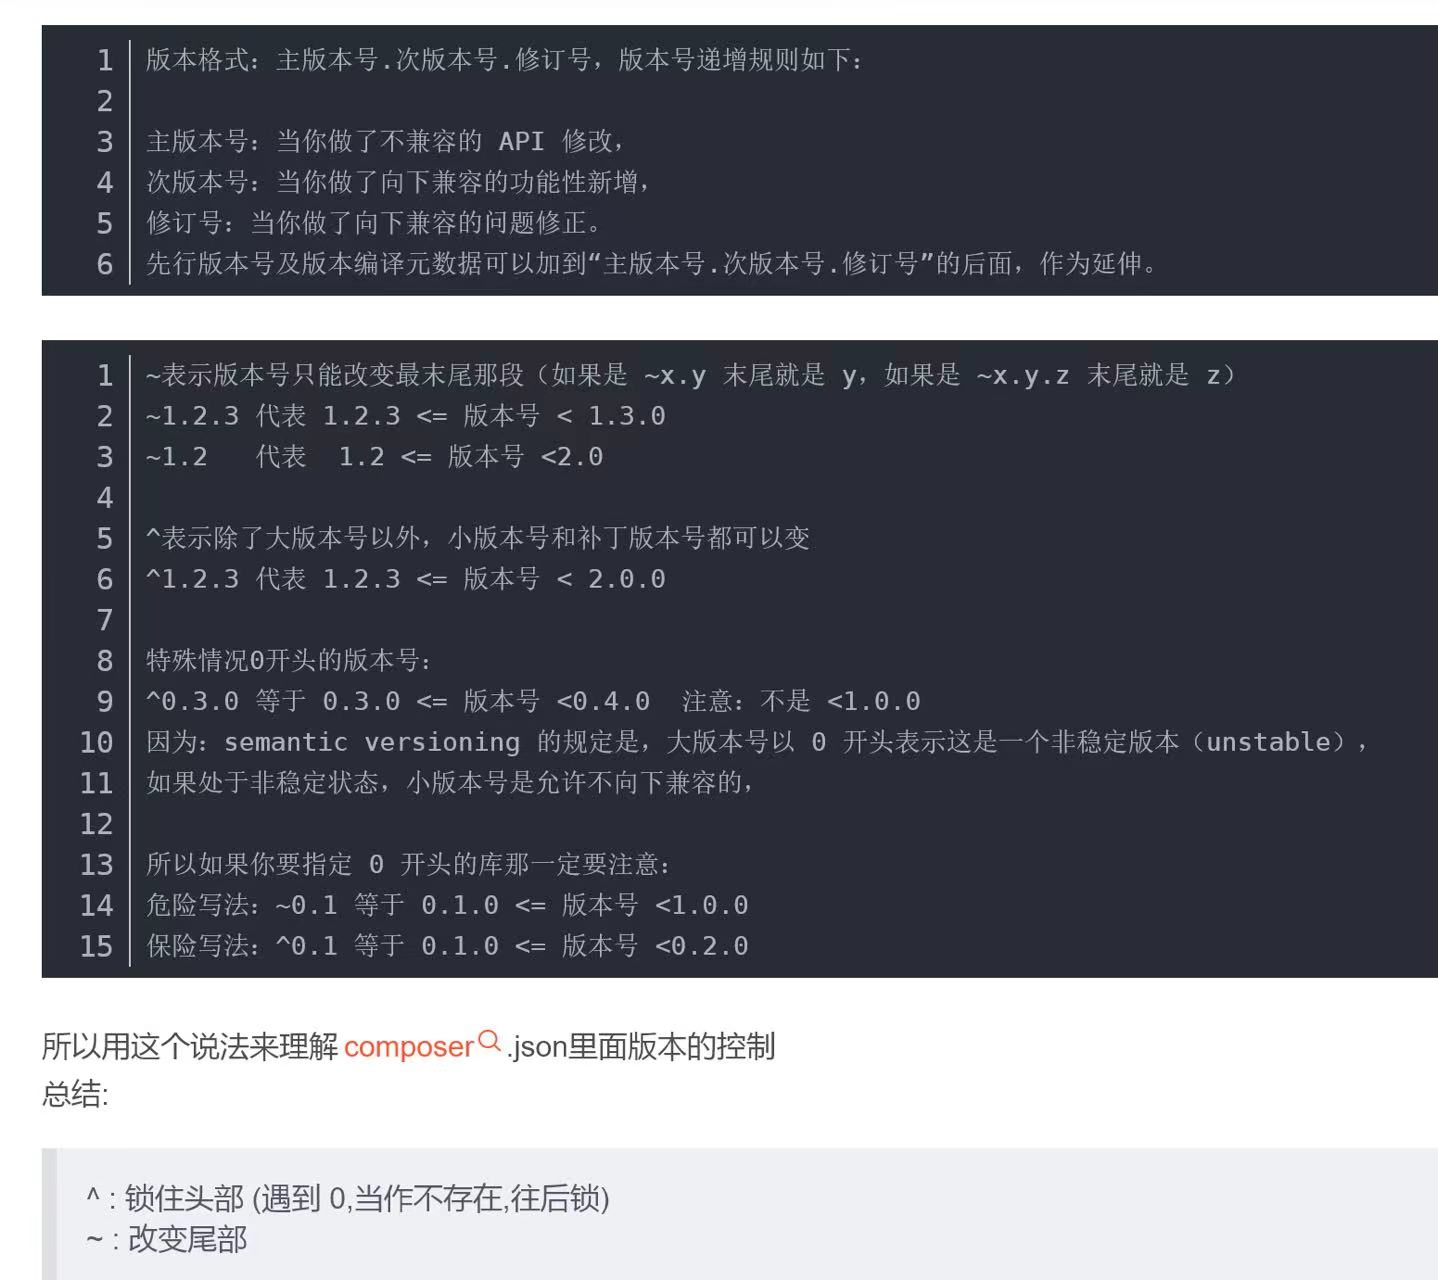 1 版本格式：主版本号.次版本号.修订号，版本号递增规则如下：
2
3 主版本号：当你做了不兼容的 API 修改，
4 次版本号：当你做了向下兼容的功能性新增，
5 修订号：当你做了向下兼容的问题修正。
6 先行版本号及版本编译元数据可以加到“主版本号.次版本号.修订号”的后面，作为延伸。
1 ~表示版本号只能改变最末尾那段（如果是 ~x.y 末尾就是 y，如果是 ~x.y.z 末尾就是 z）
2 ~1.2.3 代表 1.2.3 <= 版本号 < 1.3.0
3 ~1.2   代表  1.2 <= 版本号 <2.0
4
5 ^表示除了大版本号以外，小版本号和补丁版本号都可以变
6 ^1.2.3 代表 1.2.3 <= 版本号 < 2.0.0
7
8 特殊情况0开头的版本号：
9 ^0.3.0 等于 0.3.0 <= 版本号 <0.4.0  注意：不是 <1.0.0
10 因为：semantic versioning 的规定是，大版本号以 0 开头表示这是一个非稳定版本（unstable），
11 如果处于非稳定状态，小版本号是允许不向下兼容的，
12
13 所以如果你要指定 0 开头的库那一定要注意：
14 危险写法：~0.1 等于 0.1.0 <= 版本号 <1.0.0
15 保险写法：^0.1 等于 0.1.0 <= 版本号 <0.2.0
所以用这个说法来理解 composer .json里面版本的控制
总结:
^ : 锁住头部 (遇到 0,当作不存在,往后锁)
~ : 改变尾部